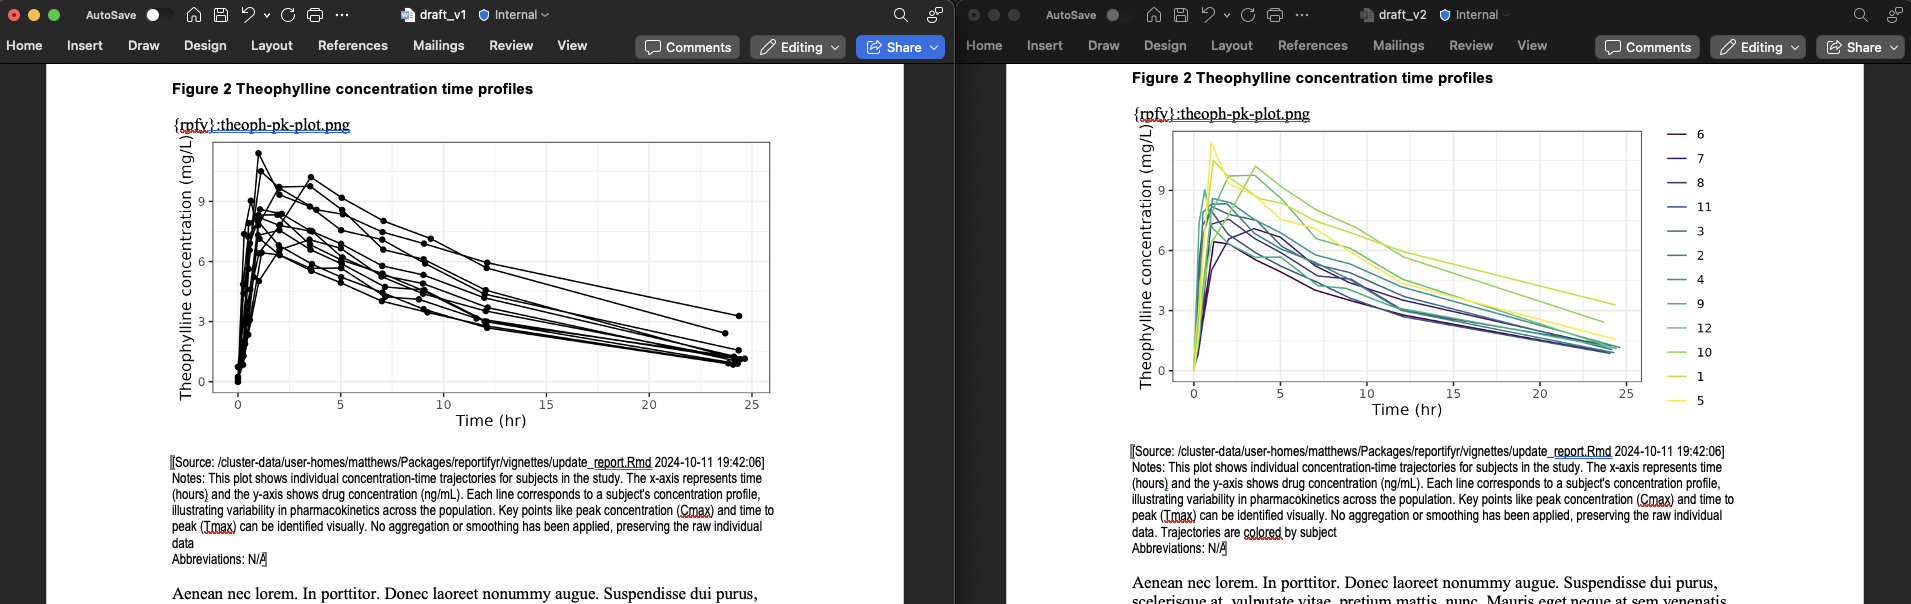 AutoSave
draft_v1
Internal
Home Insert Draw Design Layout References Mailings Review View
Comments Editing Share
Figure 2 Theophylline concentration time profiles
{rpfy}:theoph-pk-plot.png
Theophylline concentration (mg/L)
9
6
3
0
0 5 10 15 20 25
Time (hr)
[Source: /cluster-data/user-homes/matthews/Packages/reportifyr/vignettes/update_report.Rmd 2024-10-11 19:42:06]
Notes: This plot shows individual concentration-time trajectories for subjects in the study. The x-axis represents time
(hours) and the y-axis shows drug concentration (ng/mL). Each line corresponds to a subject's concentration profile,
illustrating variability in pharmacokinetics across the population. Key points like peak concentration (Cmax) and time to
peak (Tmax) can be identified visually. No aggregation or smoothing has been applied, preserving the raw individual
data
Abbreviations: N/A
Aenean nec lorem. In porttitor. Donec laoreet nonummy augue. Suspendisse dui purus,
AutoSave
draft_v2
Internal
Home Insert Draw Design Layout References Mailings Review View
Comments Editing Share
Figure 2 Theophylline concentration time profiles
{rpfy}:theoph-pk-plot.png
Theophylline concentration (mg/L)
9
6
3
0
0 5 10 15 20 25
Time (hr)
6
7
8
11
3
2
4
9
12
10
1
5
[Source: /cluster-data/user-homes/matthews/Packages/reportifyr/vignettes/update_report.Rmd 2024-10-11 19:42:06]
Notes: This plot shows individual concentration-time trajectories for subjects in the study. The x-axis represents time
(hours) and the y-axis shows drug concentration (ng/mL). Each line corresponds to a subject's concentration profile,
illustrating variability in pharmacokinetics across the population. Key points like peak concentration (Cmax) and time to
peak (Tmax) can be identified visually. No aggregation or smoothing has been applied, preserving the raw individual
data. Trajectories are colored by subject
Abbreviations: N/A
Aenean nec lorem. In porttitor. Donec laoreet nonummy augue. Suspendisse dui purus,
scelerisque at, vulputate vitae, pretium mattis, nunc. Mauris eget neque at sem venenatis